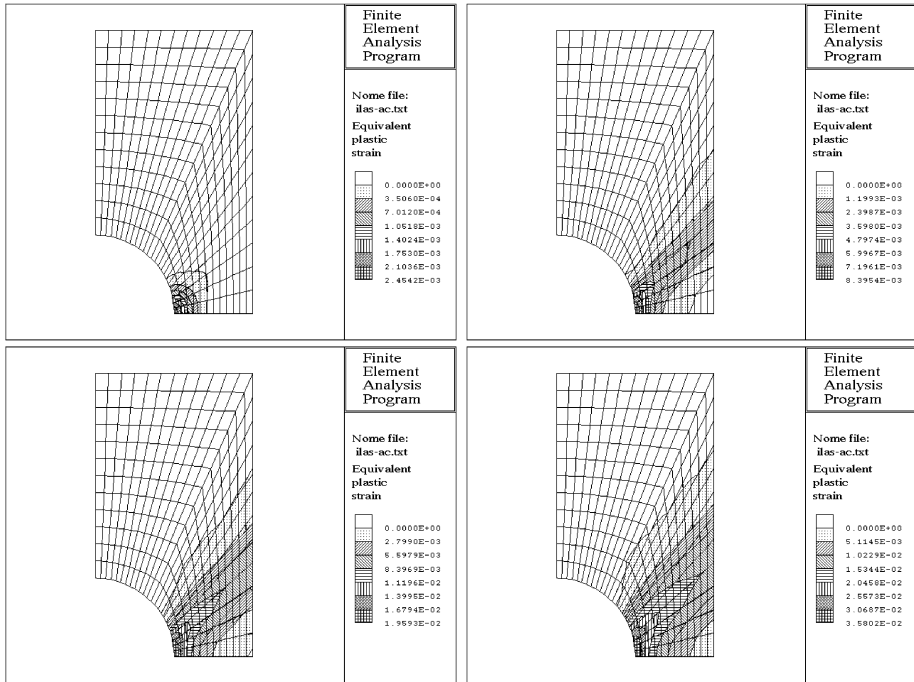 Finite
Element
Analysis
Program
Nome file:
ilas-ac.txt
Equivalent
plastic
strain
0.0000E+00
3.5060E-04
7.0120E-04
1.0518E-03
1.4024E-03
1.7530E-03
2.1036E-03
2.4542E-03
Finite
Element
Analysis
Program
Nome file:
ilas-ac.txt
Equivalent
plastic
strain
0.0000E+00
1.1993E-03
2.3987E-03
3.5980E-03
4.7974E-03
5.9967E-03
7.1961E-03
8.3954E-03
Finite
Element
Analysis
Program
Nome file:
ilas-ac.txt
Equivalent
plastic
strain
0.0000E+00
2.7990E-03
5.5979E-03
8.3969E-03
1.1196E-02
1.3995E-02
1.6794E-02
1.9593E-02
Finite
Element
Analysis
Program
Nome file:
ilas-ac.txt
Equivalent
plastic
strain
0.0000E+00
5.1145E-03
1.0229E-02
1.5344E-02
2.0458E-02
2.5573E-02
3.0687E-02
3.5802E-02